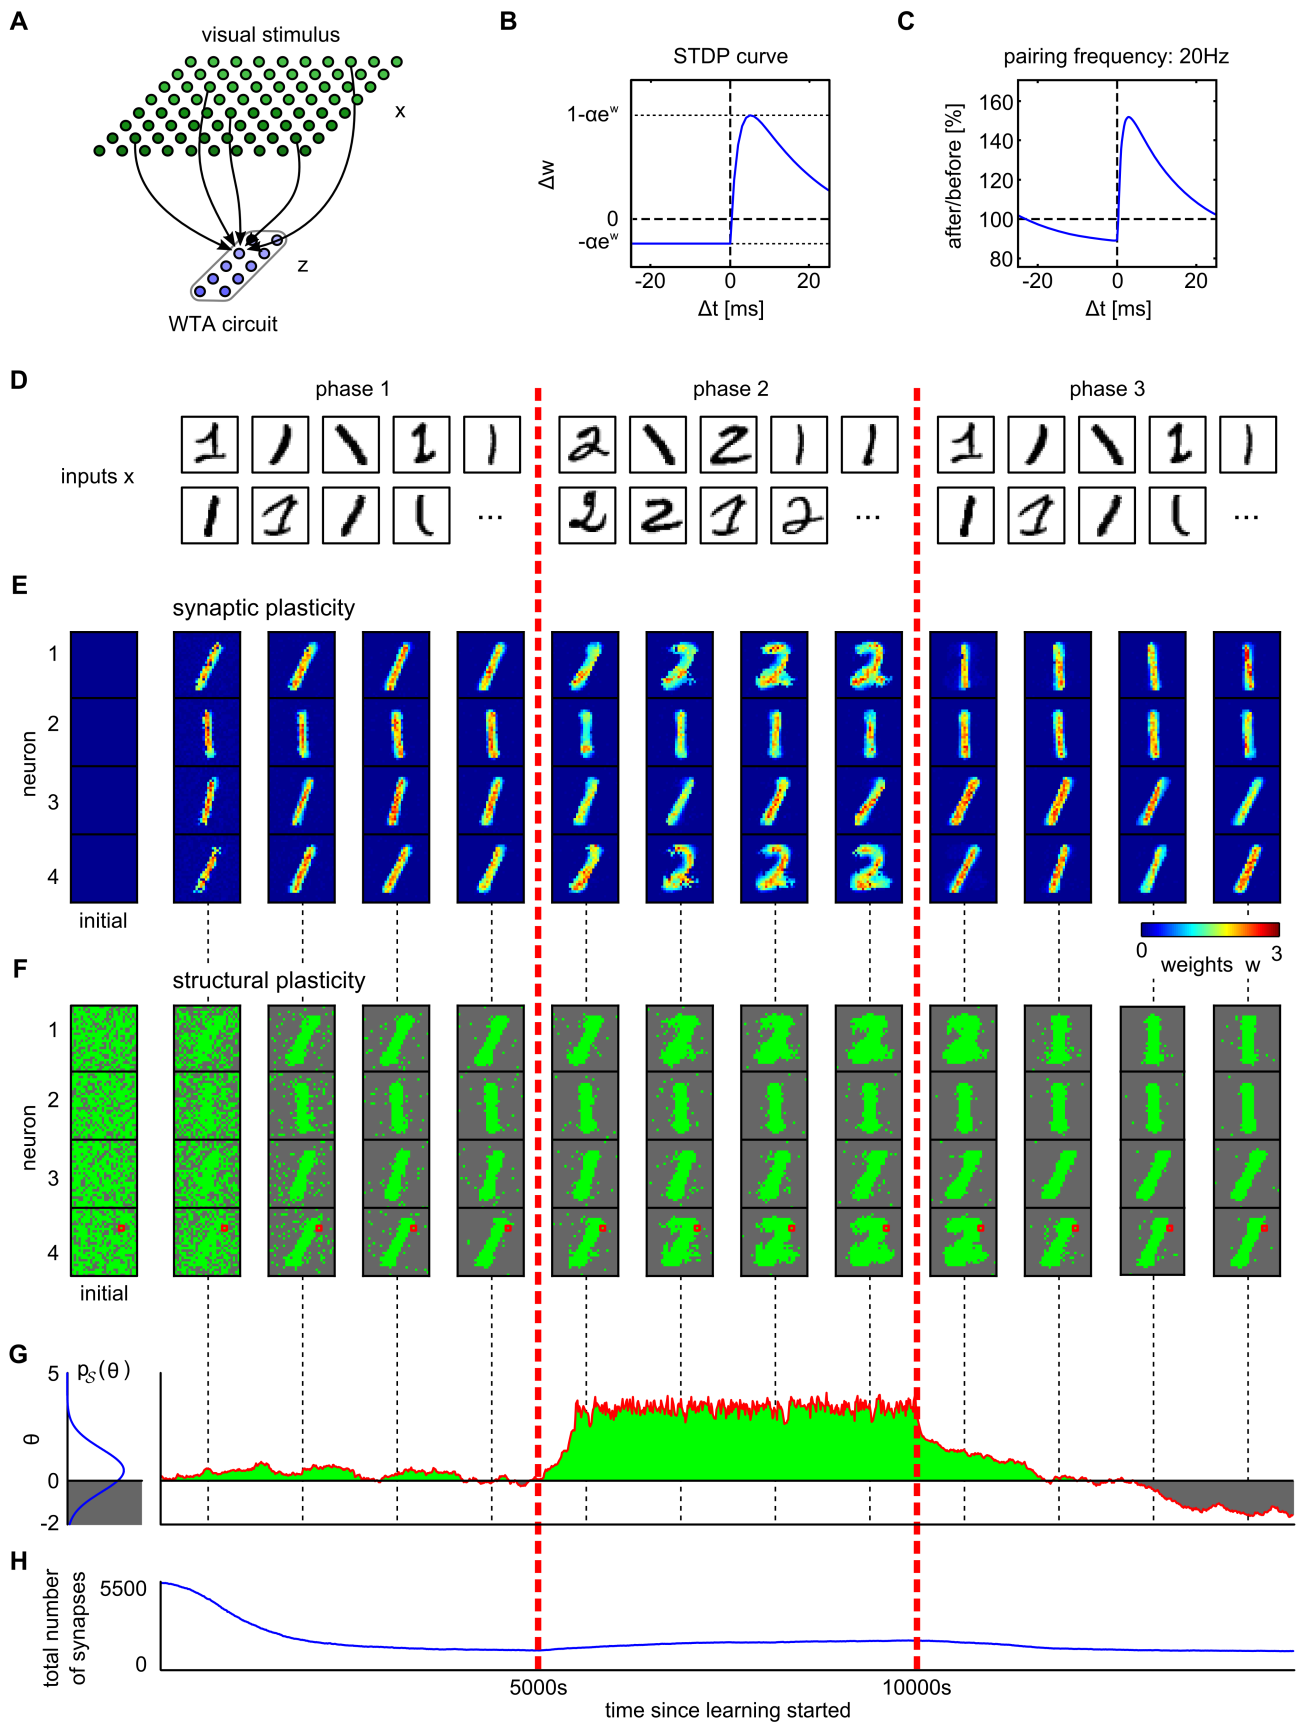 A
visual stimulus
x
z
WTA circuit
B
STDP curve
1-αeʷ
Δw
0
-αeʷ
-20 0 20
Δt [ms]
C
pairing frequency: 20Hz
after/before [%]
160
140
120
100
80
-20 0 20
Δt [ms]
D
phase 1 phase 2 phase 3
inputs x
...
...
...
E
synaptic plasticity
neuron
1
2
3
4
initial
0 weights w 3
F
structural plasticity
neuron
1
2
3
4
initial
G
p𝒮(θ)
θ
5
0
-2
H
total number
of synapses
5500
0
5000s 10000s
time since learning started